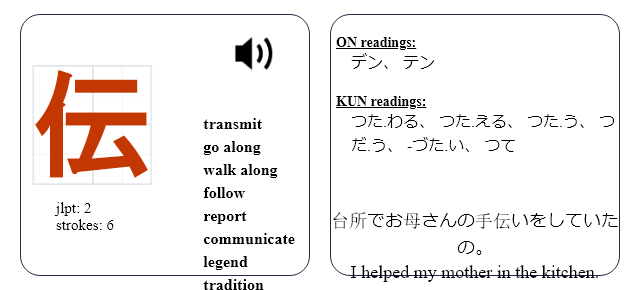 伝
transmit
go along
walk along
follow
report
communicate
legend
tradition
jlpt: 2
strokes: 6
ON readings:
デン、 テン
KUN readings:
つた.わる、 つた.える、 つた.う、 つ
だ.う、 -づた.い、 つて
台所でお母さんの手伝いをしていた
の。
I helped my mother in the kitchen.